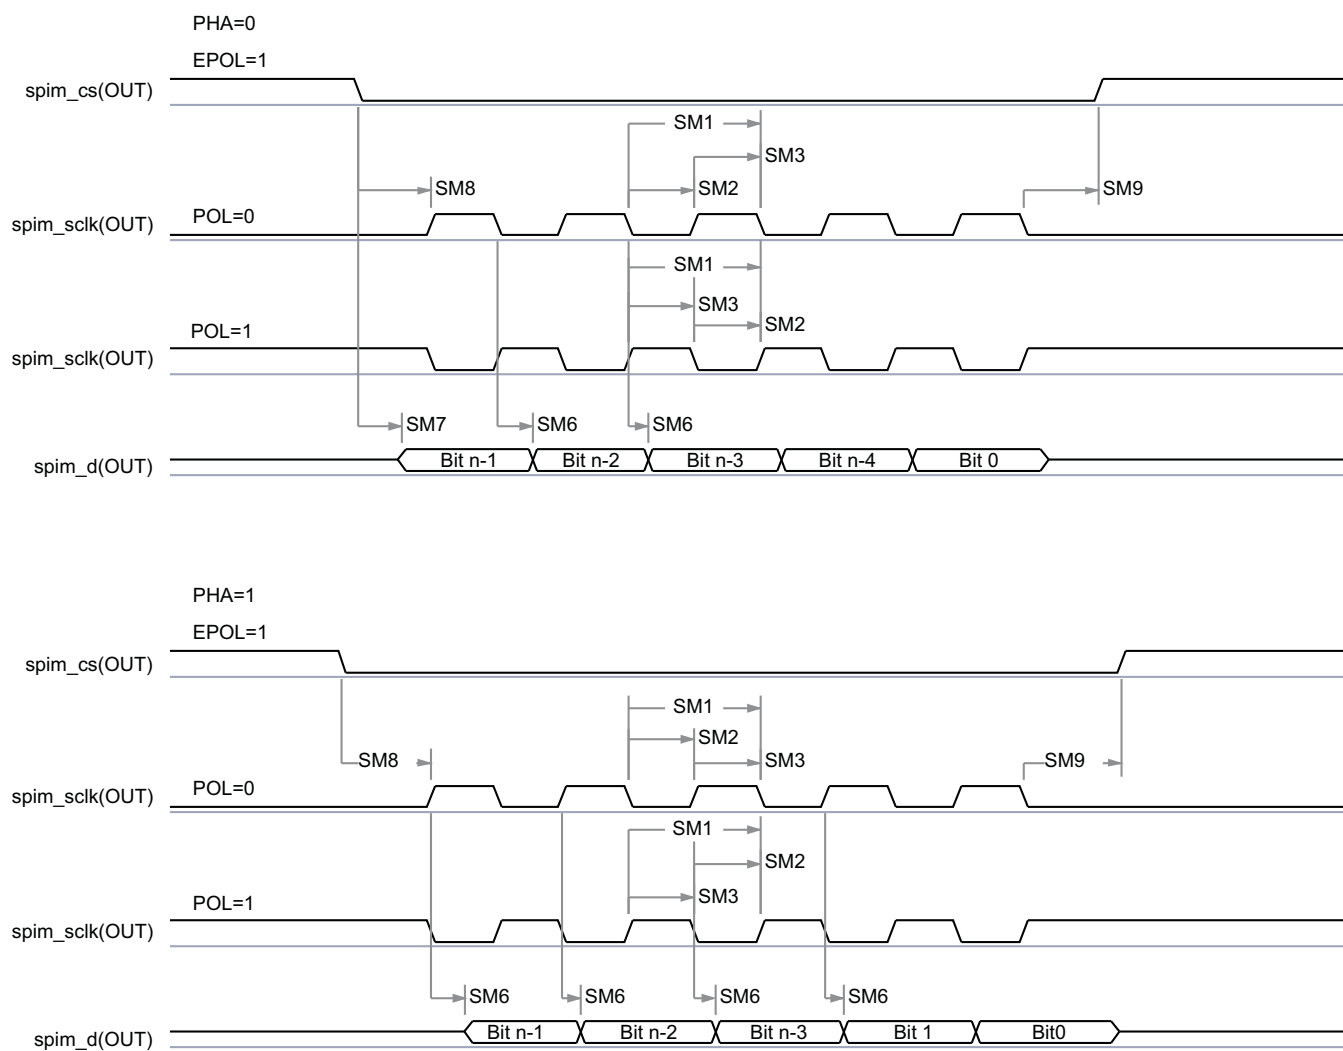 PHA=0
EPOL=1
spim_cs(OUT)
SM1
SM3
SM8 SM2 SM9
POL=0
spim_sclk(OUT)
SM1
SM3
SM2
POL=1
spim_sclk(OUT)
SM7 SM6 SM6
spim_d(OUT) Bit n-1 Bit n-2 Bit n-3 Bit n-4 Bit 0
PHA=1
EPOL=1
spim_cs(OUT)
SM1
SM2
SM8 SM3 SM9
POL=0
spim_sclk(OUT)
SM1
SM2
SM3
POL=1
spim_sclk(OUT)
SM6 SM6 SM6 SM6
spim_d(OUT) Bit n-1 Bit n-2 Bit n-3 Bit 1 Bit0